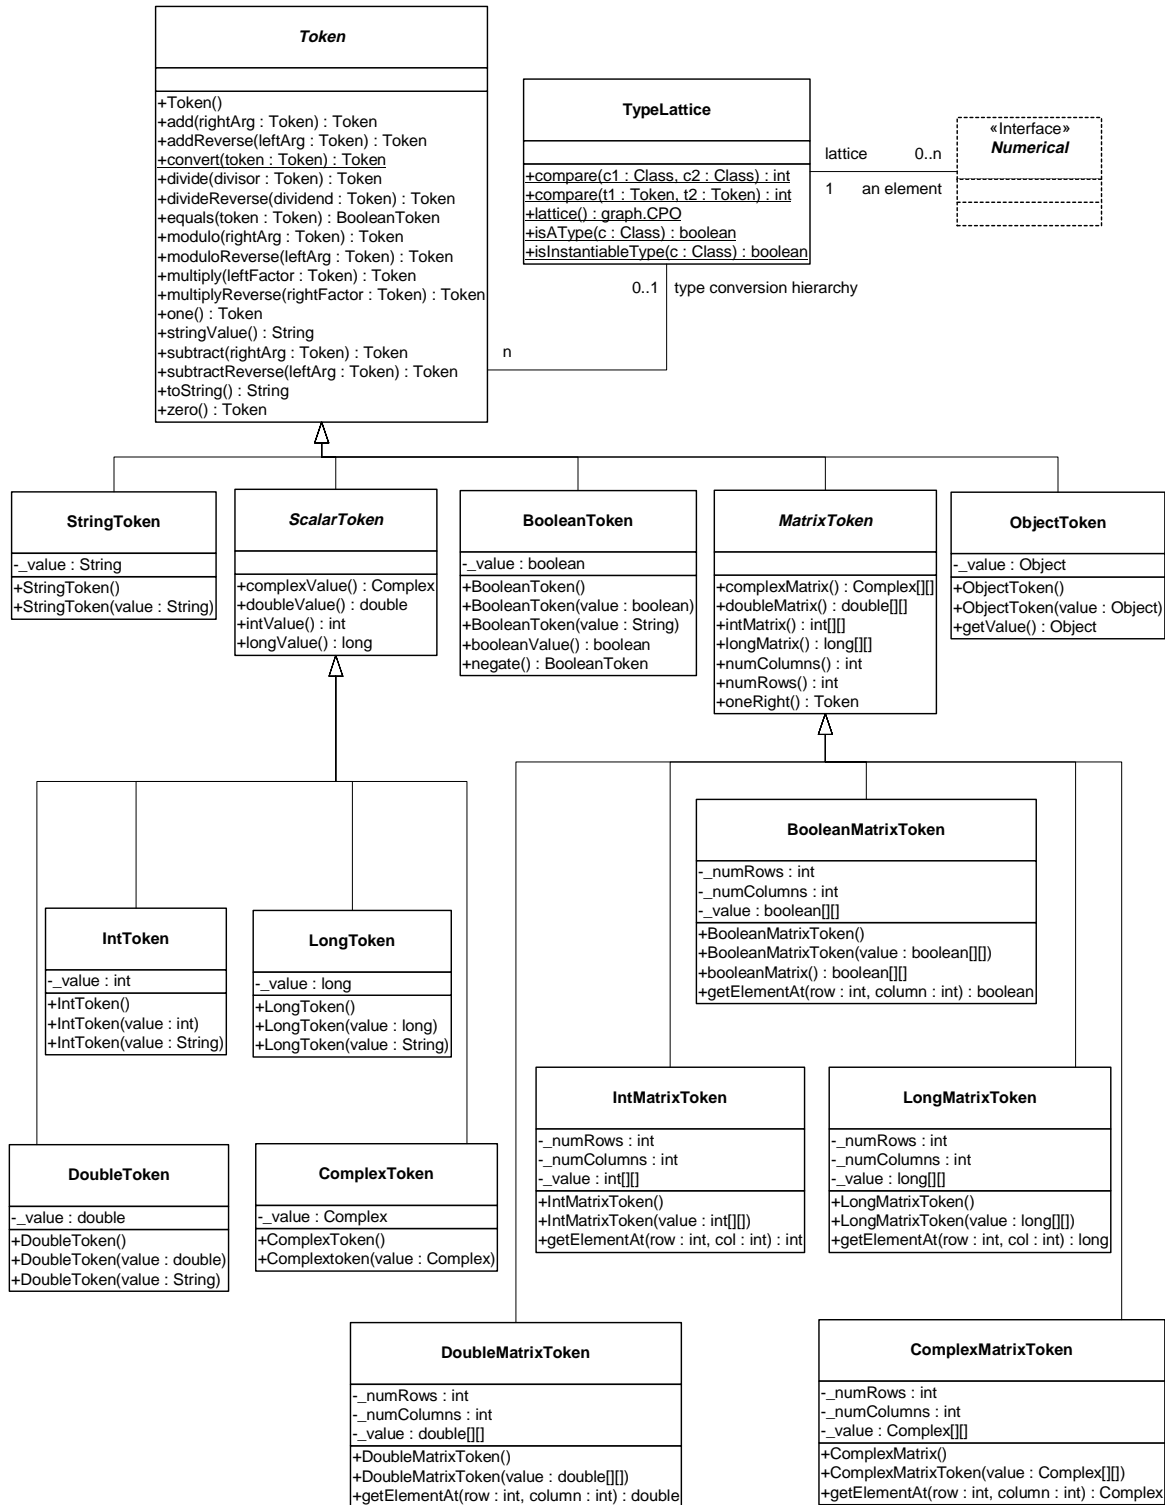 Token
+Token()
+add(rightArg : Token) : Token
+addReverse(leftArg : Token) : Token
+convert(token : Token) : Token
+divide(divisor : Token) : Token
+divideReverse(dividend : Token) : Token
+equals(token : Token) : BooleanToken
+modulo(rightArg : Token) : Token
+moduloReverse(leftArg : Token) : Token
+multiply(leftFactor : Token) : Token
+multiplyReverse(rightFactor : Token) : Token
+one() : Token
+stringValue() : String
+subtract(rightArg : Token) : Token
+subtractReverse(leftArg : Token) : Token
+toString() : String
+zero() : Token
TypeLattice
+compare(c1 : Class, c2 : Class) : int
+compare(t1 : Token, t2 : Token) : int
+lattice() : graph.CPO
+isAType(c : Class) : boolean
+isInstantiableType(c : Class) : boolean
lattice 0..n
1 an element
«Interface»
Numerical
0..1 type conversion hierarchy
n
StringToken
-_value : String
+StringToken()
+StringToken(value : String)
ScalarToken
+complexValue() : Complex
+doubleValue() : double
+intValue() : int
+longValue() : long
BooleanToken
-_value : boolean
+BooleanToken()
+BooleanToken(value : boolean)
+BooleanToken(value : String)
+booleanValue() : boolean
+negate() : BooleanToken
MatrixToken
+complexMatrix() : Complex[][]
+doubleMatrix() : double[][]
+intMatrix() : int[][]
+longMatrix() : long[][]
+numColumns() : int
+numRows() : int
+oneRight() : Token
ObjectToken
-_value : Object
+ObjectToken()
+ObjectToken(value : Object)
+getValue() : Object
BooleanMatrixToken
-_numRows : int
-_numColumns : int
-_value : boolean[][]
+BooleanMatrixToken()
+BooleanMatrixToken(value : boolean[][])
+booleanMatrix() : boolean[][]
+getElementAt(row : int, column : int) : boolean
IntToken
-_value : int
+IntToken()
+IntToken(value : int)
+IntToken(value : String)
LongToken
-_value : long
+LongToken()
+LongToken(value : long)
+LongToken(value : String)
IntMatrixToken
-_numRows : int
-_numColumns : int
-_value : int[][]
+IntMatrixToken()
+IntMatrixToken(value : int[][])
+getElementAt(row : int, col : int) : int
LongMatrixToken
-_numRows : int
-_numColumns : int
-_value : long[][]
+LongMatrixToken()
+LongMatrixToken(value : long[][])
+getElementAt(row : int, col : int) : long
DoubleToken
-_value : double
+DoubleToken()
+DoubleToken(value : double)
+DoubleToken(value : String)
ComplexToken
-_value : Complex
+ComplexToken()
+Complextoken(value : Complex)
DoubleMatrixToken
-_numRows : int
-_numColumns : int
-_value : double[][]
+DoubleMatrixToken()
+DoubleMatrixToken(value : double[][])
+getElementAt(row : int, column : int) : double
ComplexMatrixToken
-_numRows : int
-_numColumns : int
-_value : Complex[][]
+ComplexMatrix()
+ComplexMatrixToken(value : Complex[][])
+getElementAt(row : int, col : int) : Complex